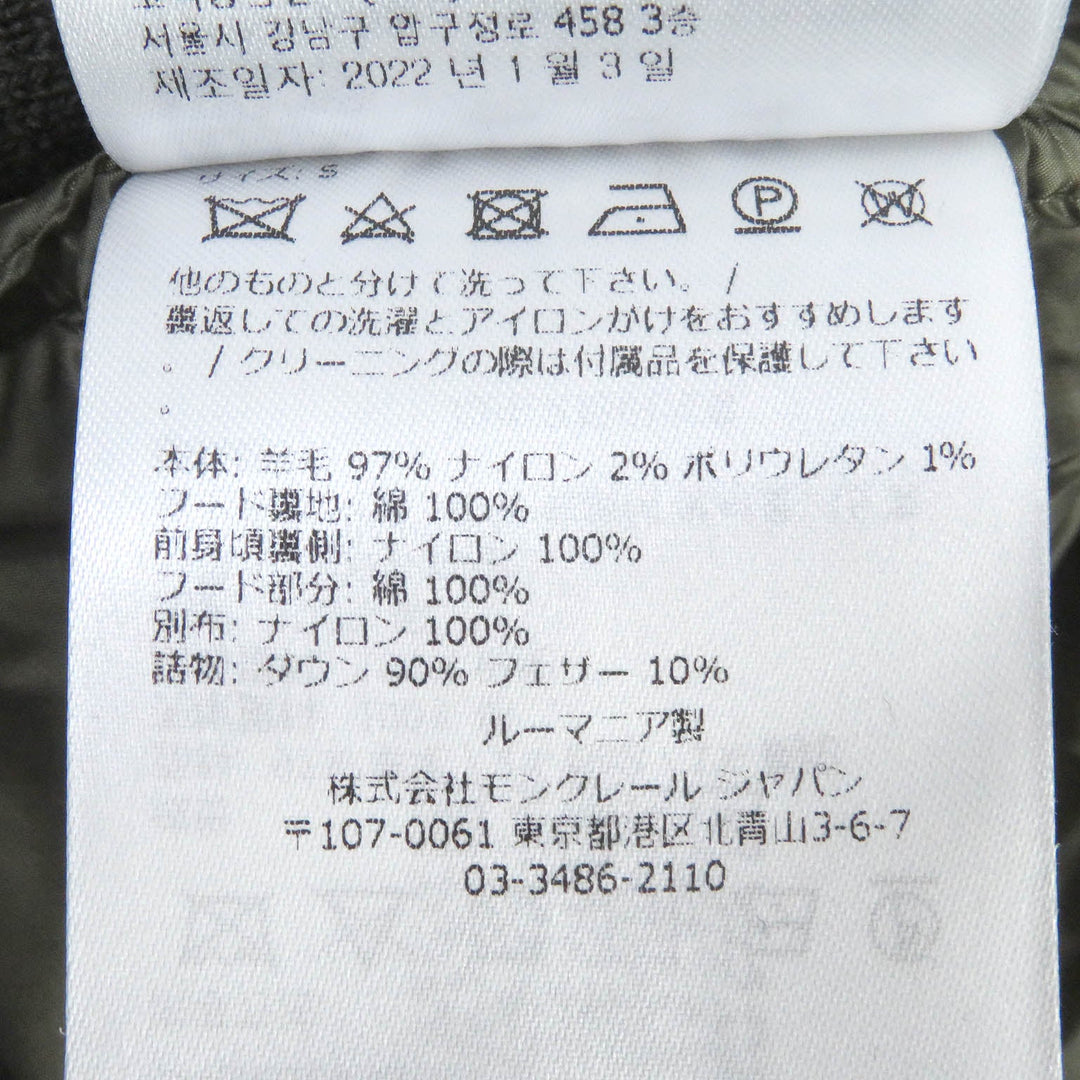 서울시 강남구 압구정로 458 3층
제조일자: 2022 년 1 월 3 일
サイズ: S
P
W
他のものと分けて洗って下さい。 /
裏返しての洗濯とアイロンがけをおすすめします
。 / クリーニングの際は付属品を保護して下さい
。
本体: 羊毛 97% ナイロン 2% ポリウレタン 1%
フード裏地: 綿 100%
前身頃裏側: ナイロン 100%
フード部分: 綿 100%
別布: ナイロン 100%
詰物: ダウン 90% フェザー 10%
ルーマニア製
株式会社モンクレール ジャパン
〒107-0061 東京都港区北青山3-6-7
03-3486-2110